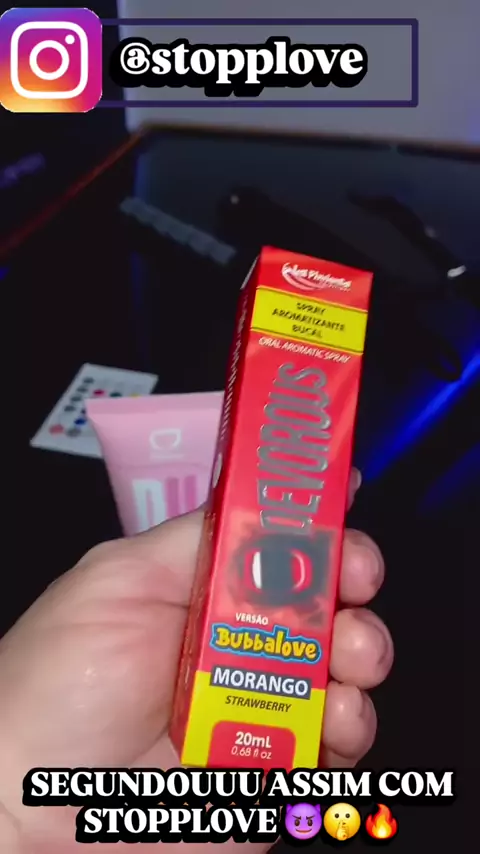 @stopplove
SPRAY
AROMATIZANTE
BUCAL
ORAL AROMATIC SPRAY
DEVOROUS
VERSÃO
Bubbalove
MORANGO
STRAWBERRY
20mL
0.68 fl oz
SEGUNDOUUU ASSIM COM
STOPPLOVE😈🤫🔥